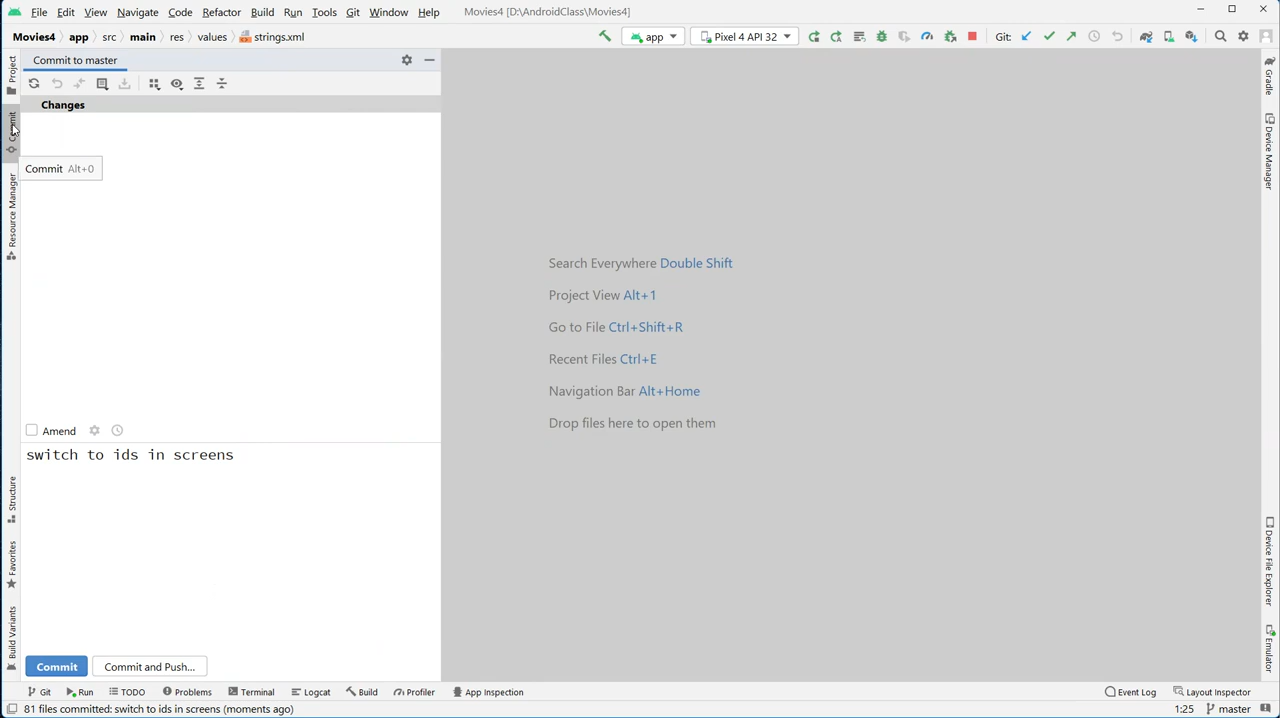 File Edit View Navigate Code Refactor Build Run Tools Git Window Help Movies4 [D:\AndroidClass\Movies4]
Movies4 app src main res values strings.xml app Pixel 4 API 32 Git:
Commit to master
Changes
Project
Commit
Commit Alt+0
Resource Manager
Structure
Favorites
Build Variants
Search Everywhere Double Shift
Project View Alt+1
Go to File Ctrl+Shift+R
Recent Files Ctrl+E
Navigation Bar Alt+Home
Drop files here to open them
Amend
switch to ids in screens
Commit Commit and Push...
Gradle
Device Manager
Device File Explorer
Emulator
Git Run TODO Problems Terminal Logcat Build Profiler App Inspection Event Log Layout Inspector
81 files committed: switch to ids in screens (moments ago) 1:25 master